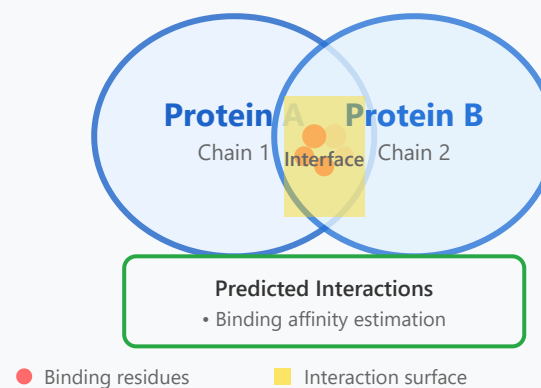 Protein A
Protein B
Chain 1
Interface
Chain 2
Predicted Interactions
• Binding affinity estimation
Binding residues
Interaction surface